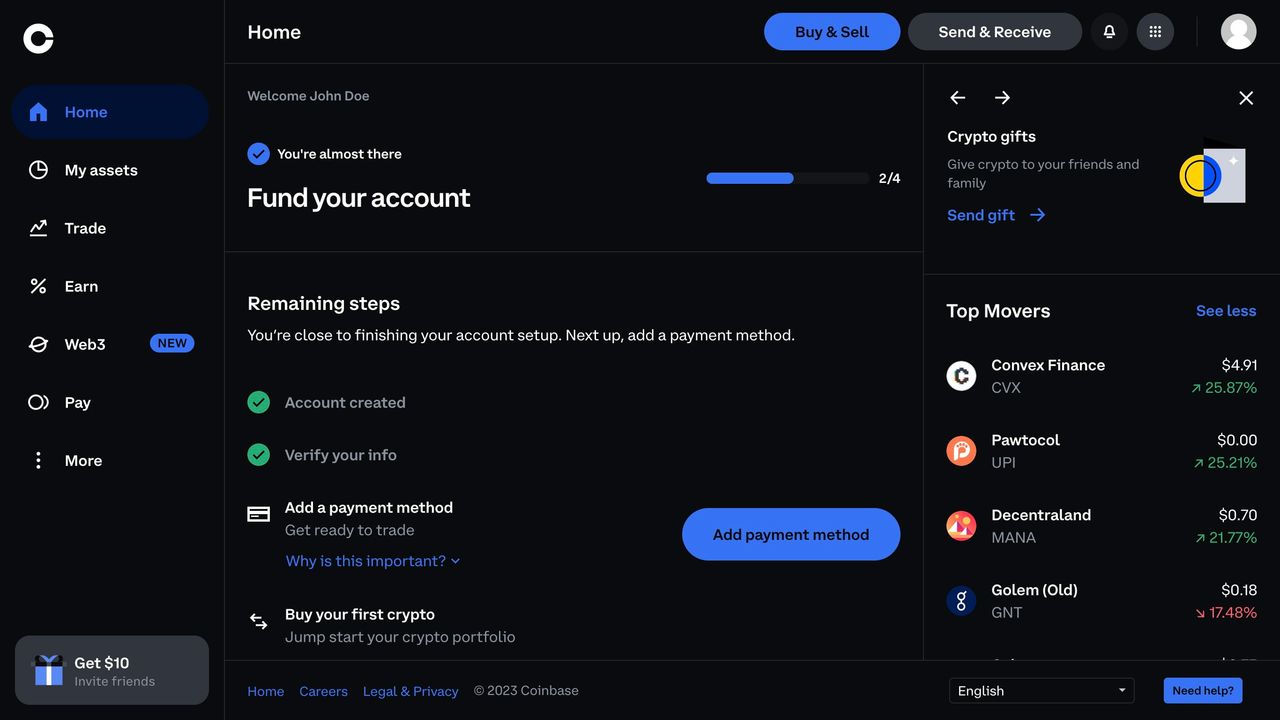 Home
Buy & Sell
Send & Receive
Home
My assets
Trade
Earn
Web3
NEW
Pay
More
Get $10
Invite friends
Welcome John Doe
You're almost there
Fund your account
2/4
Remaining steps
You’re close to finishing your account setup. Next up, add a payment method.
Account created
Verify your info
Add a payment method
Get ready to trade
Why is this important?
Add payment method
Buy your first crypto
Jump start your crypto portfolio
Crypto gifts
Give crypto to your friends and
family
Send gift
Top Movers
See less
Convex Finance
$4.91
CVX
25.87%
Pawtocol
$0.00
UPI
25.21%
Decentraland
$0.70
MANA
21.77%
Golem (Old)
$0.18
GNT
17.48%
Home
Careers
Legal & Privacy
© 2023 Coinbase
English
Need help?